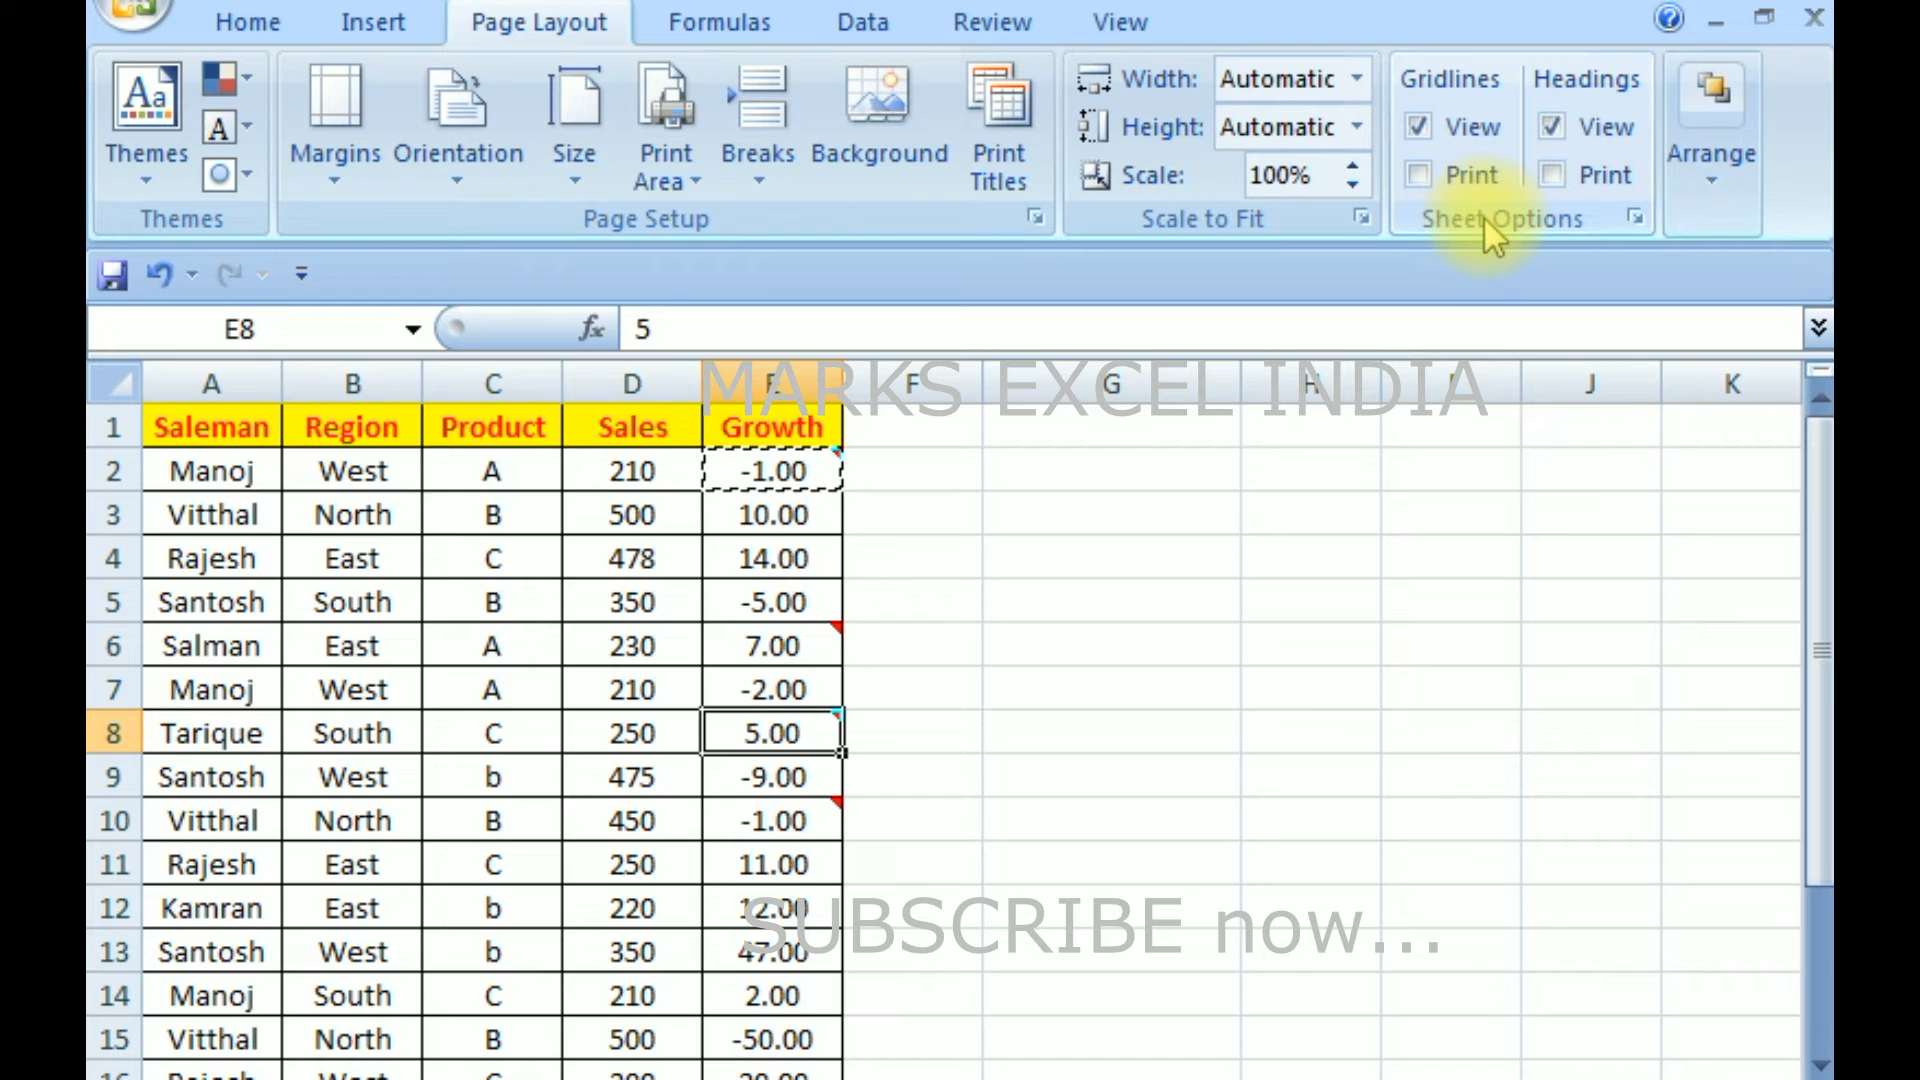 Home Insert Page Layout Formulas Data Review View
Themes Margins Orientation Size Print Area Breaks Background Print Titles
Width: Automatic
Height: Automatic
Scale: 100%
Gridlines Headings
View View
Print Print
Arrange
Themes Page Setup Scale to Fit Sheet Options
E8 fx 5
A B C D E F G H I J K
MARKS EXCEL INDIA
1 Saleman Region Product Sales Growth
2 Manoj West A 210 -1.00
3 Vitthal North B 500 10.00
4 Rajesh East C 478 14.00
5 Santosh South B 350 -5.00
6 Salman East A 230 7.00
7 Manoj West A 210 -2.00
8 Tarique South C 250 5.00
9 Santosh West b 475 -9.00
10 Vitthal North B 450 -1.00
11 Rajesh East C 250 11.00
12 Kamran East b 220 12.00
SUBSCRIBE now...
13 Santosh West b 350 47.00
14 Manoj South C 210 2.00
15 Vitthal North B 500 -50.00